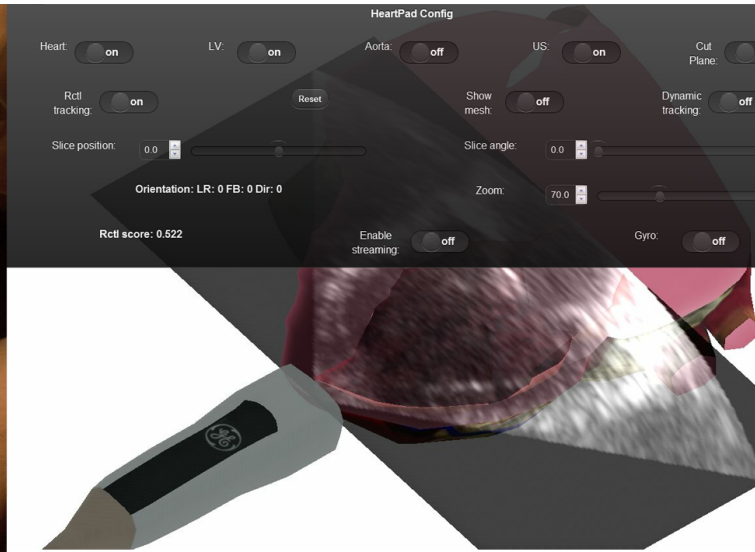 HeartPad Config
Heart: on LV: on Aorta: off US: on Cut Plane:
Rctl tracking: on Reset Show mesh: off Dynamic tracking: off
Slice position: 0.0 Slice angle: 0.0
Orientation: LR: 0 FB: 0 Dir: 0 Zoom: 70.0
Rctl score: 0.522 Enable streaming: off Gyro: off
GE